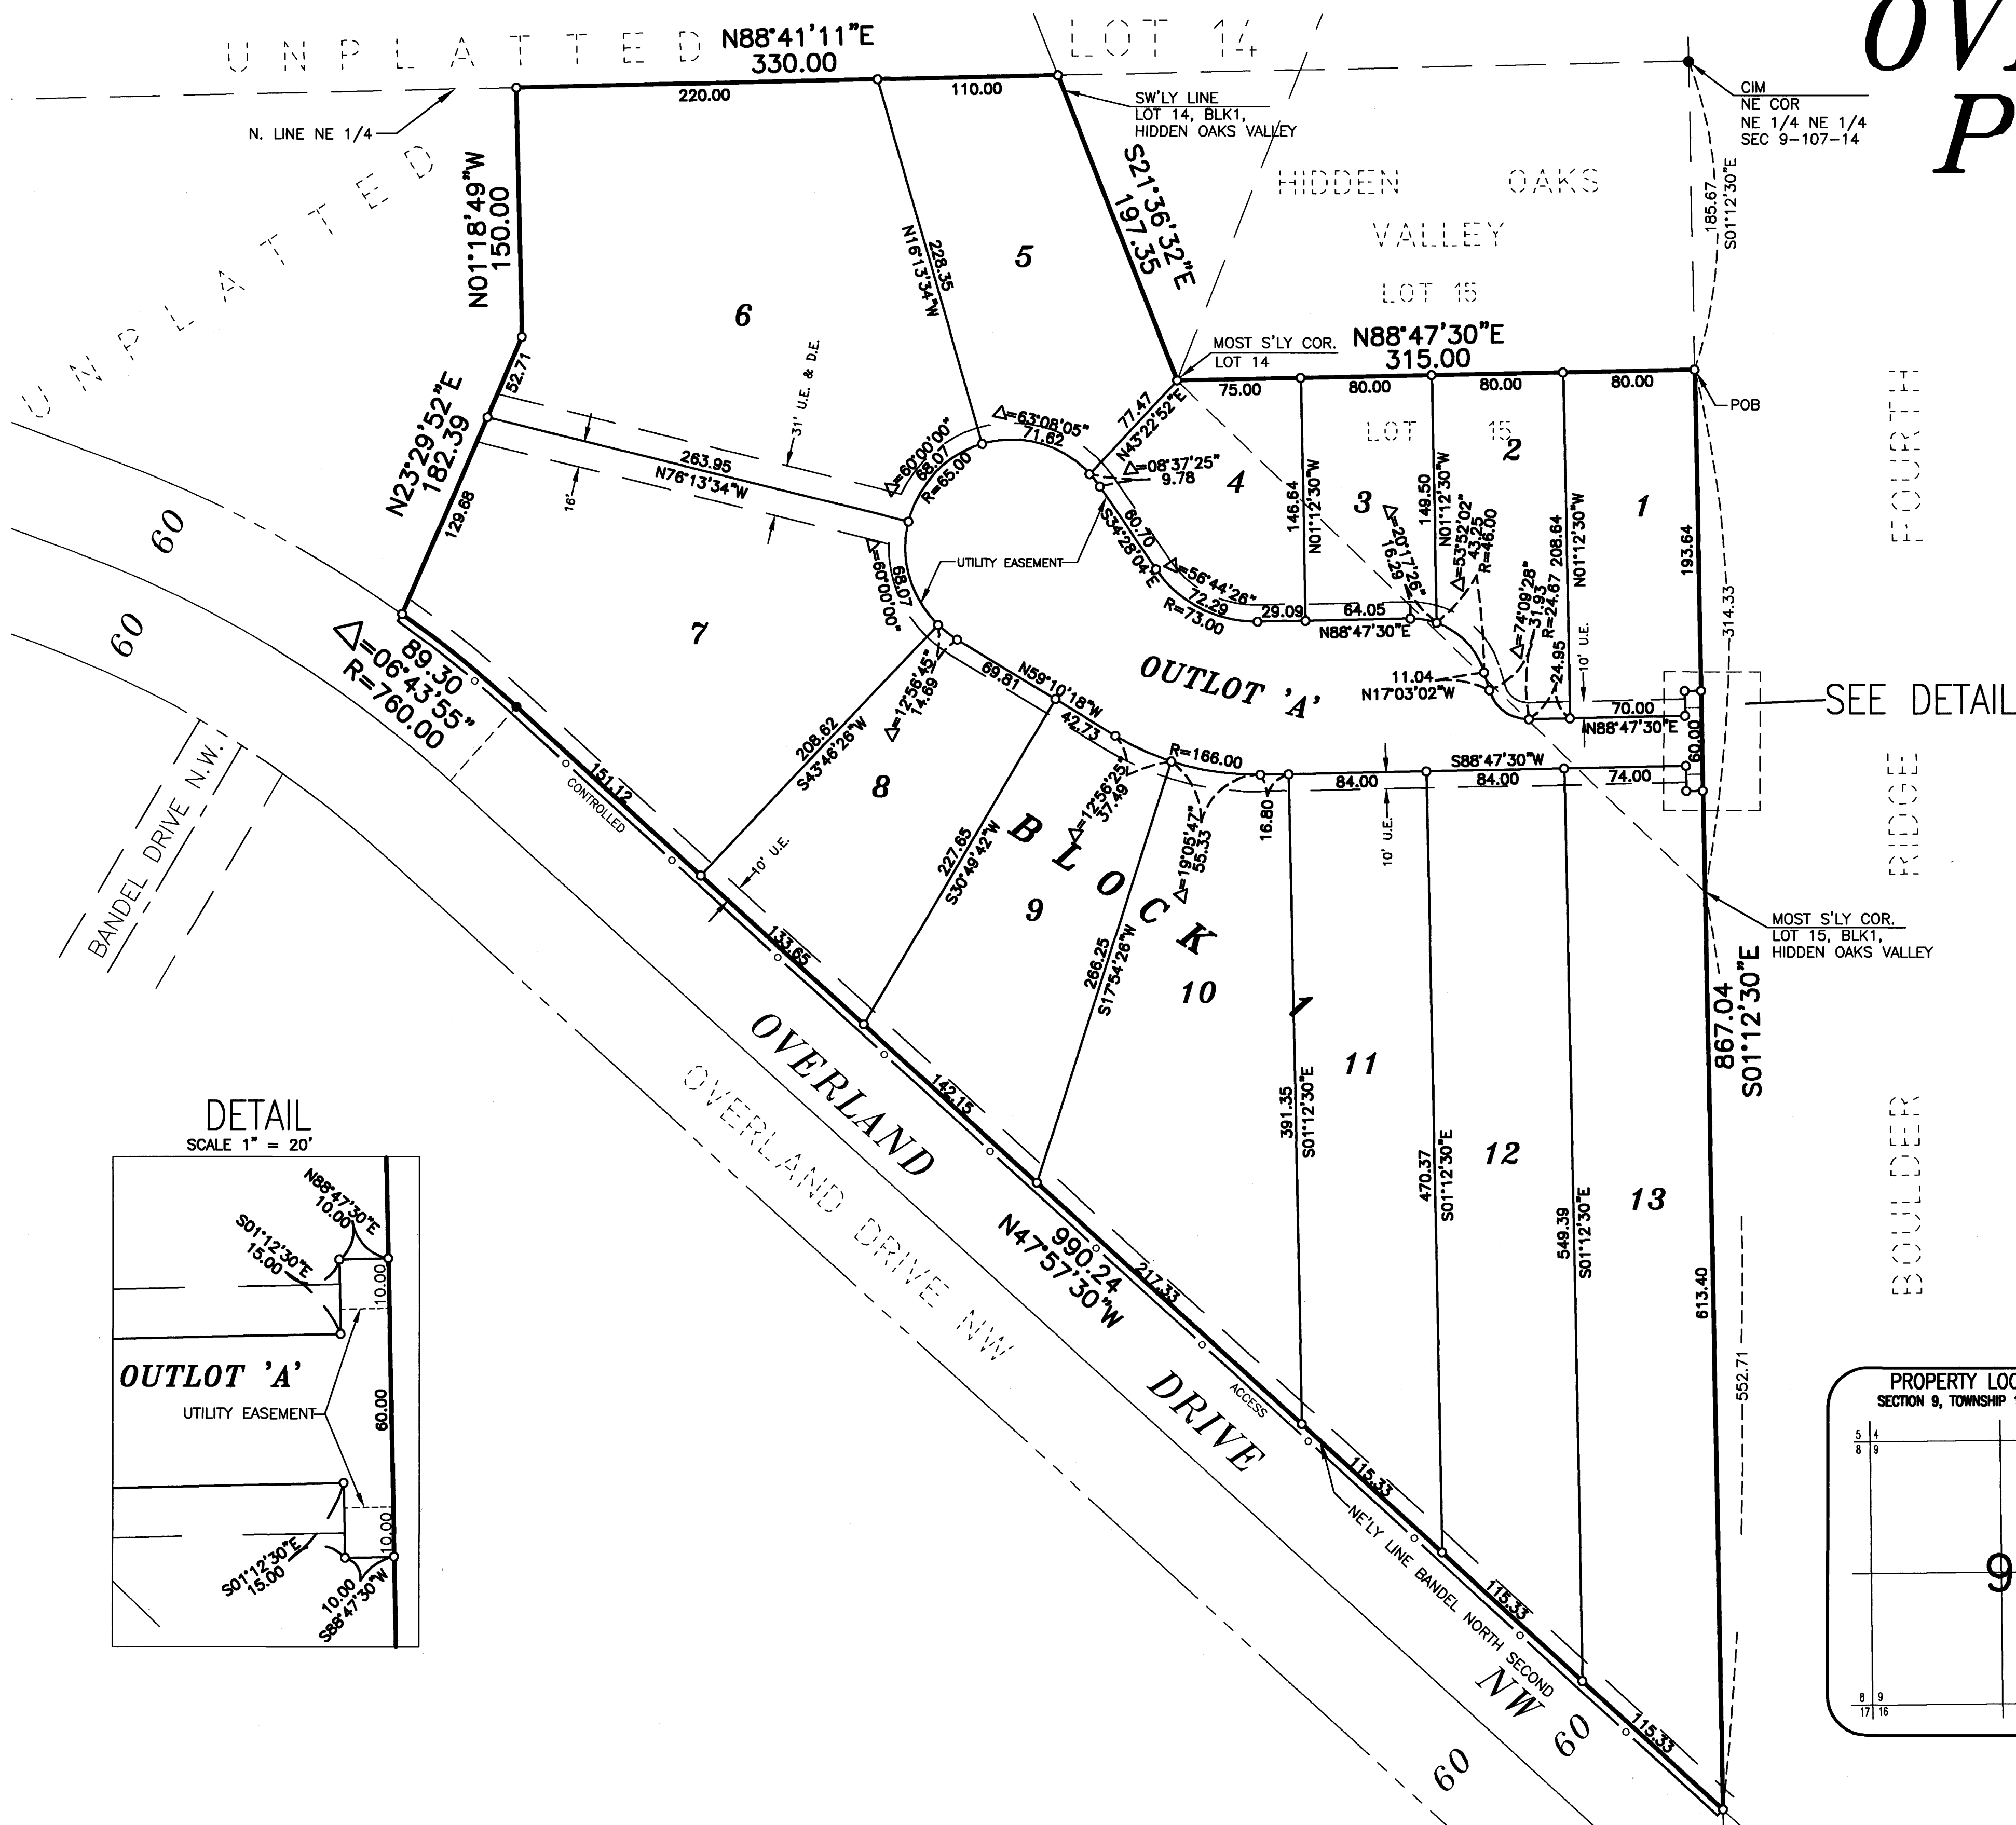 OV
P
UNPLATTED
N88°41'11"E
330.00
LOT 14
220.00
110.00
N. LINE NE 1/4
SW'LY LINE
LOT 14, BLK1,
HIDDEN OAKS VALLEY
CIM
NE COR
NE 1/4 NE 1/4
SEC 9-107-14
UNPLATTED
N01°18'49"W
150.00
S21°36'32"E
197.35
HIDDEN OAKS
VALLEY
LOT 15
185.67
S01°12'30"E
228.35
N16°13'34"W
5
6
31' U.E. & D.E.
MOST S'LY COR.
LOT 14
N88°47'30"E
315.00
75.00
80.00
80.00
80.00
POB
52.71
N23°29'52"E
182.39
129.68
263.95
N76°13'34"W
16'
△=60°00'00"
68.07
R=65.00
△=63°08'05"
71.62
77.47
N43°22'52"E
△=08°37'25"
9.78
LOT 15
4
3
2
1
146.64
N01°12'30"W
149.50
N01°12'30"W
208.64
N01°12'30"W
193.64
314.33
FOURTH
60.70
S34°28'04"E
△=56°44'26"
72.29
R=73.00
△=20°17'26"
16.29
△=53°52'02"
43.25
R=46.00
△=74°09'28"
31.93
R=24.67
24.95
10' U.E.
UTILITY EASEMENT
△=60°00'00"
68.07
29.09
64.05
N88°47'30"E
11.04
N17°03'02"W
70.00
N88°47'30"E
60.00
SEE DETAIL
60
60
7
OUTLOT 'A'
△=12°56'45"
14.69
69.81
N59°10'18"W
42.73
R=166.00
S88°47'30"W
84.00
84.00
74.00
89.30
△=06°43'55"
R=760.00
208.62
S43°46'26"W
8
△=12°56'25"
37.49
△=19°05'47"
55.33
16.80
10' U.E.
RIDGE
BANDEL DRIVE N.W.
151.12
CONTROLLED
10' U.E.
227.65
S30°49'42"W
BLOCK
1
9
266.25
S17°54'26"W
10
MOST S'LY COR.
LOT 15, BLK1,
HIDDEN OAKS VALLEY
867.04
S01°12'30"E
133.65
142.15
OVERLAND
DRIVE
NW
OVERLAND DRIVE NW
990.24
N47°57'30"W
217.33
ACCESS
391.35
S01°12'30"E
11
470.37
S01°12'30"E
12
549.39
S01°12'30"E
13
613.40
552.71
BOULDER
115.33
115.33
115.33
NE'LY LINE BANDEL NORTH SECOND
60
60
DETAIL
SCALE 1" = 20'
N88°47'30"E
10.00
S01°12'30"E
15.00
10.00
OUTLOT 'A'
UTILITY EASEMENT
60.00
10.00
S01°12'30"E
15.00
10.00
S88°47'30"W
PROPERTY LOC
SECTION 9, TOWNSHIP
5 4
8 9
9
8 9
17 16